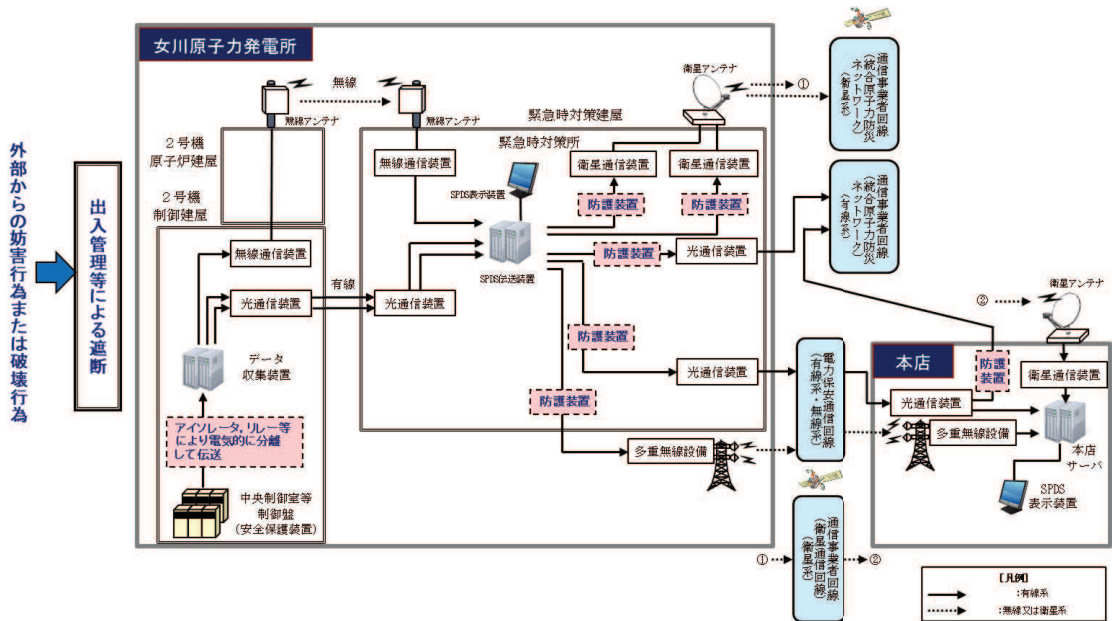 外部からの妨害行為または破壊行為
出入管理等による遮断
女川原子力発電所
無線
無線アンテナ
無線アンテナ
2号機
原子炉建屋
2号機
制御建屋
無線通信装置
光通信装置
データ
収集装置
アイソレータ,リレー等
により電気的に分離
して伝送
中央制御室等
制御盤
(安全保護装置)
有線
緊急時対策建屋
緊急時対策所
無線通信装置
光通信装置
SPDS表示装置
SPDS伝送装置
衛星アンテナ
衛星通信装置
衛星通信装置
防護装置
防護装置
防護装置
光通信装置
防護装置
光通信装置
防護装置
多重無線設備
①
通信事業者回線
(統合原子力防災
ネットワーク)
(衛星系)
通信事業者回線
(統合原子力防災
ネットワーク)
(有線系)
電力保安通信回線
(有線系・無線系)
①
通信事業者回線
(衛星通信回線)
(衛星系)
②
②
衛星アンテナ
本店
防護
装置
衛星通信装置
光通信装置
多重無線設備
本店
サーバ
SPDS
表示装置
[凡例]
:有線系
:無線又は衛星系